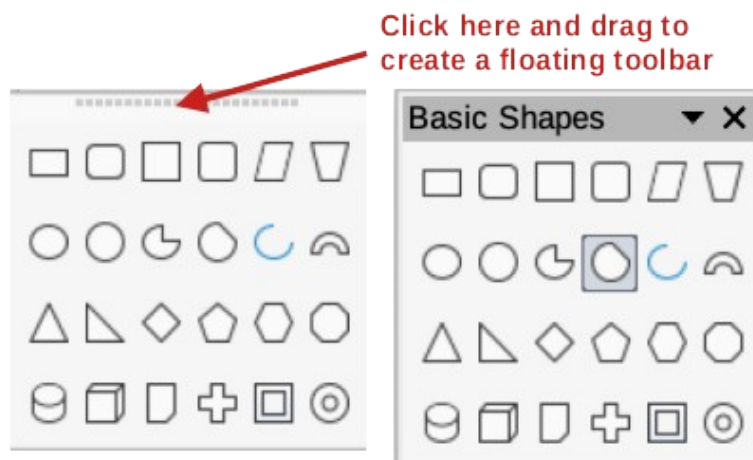 Click here and drag to
create a floating toolbar
Basic Shapes